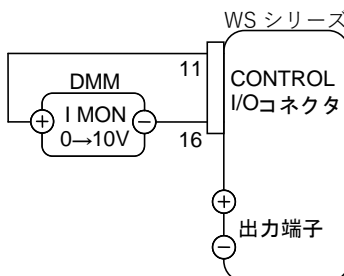 WS シリーズ
11
CONTROL
I/Oコネクタ
DMM
I MON
0→10V
16
出力端子